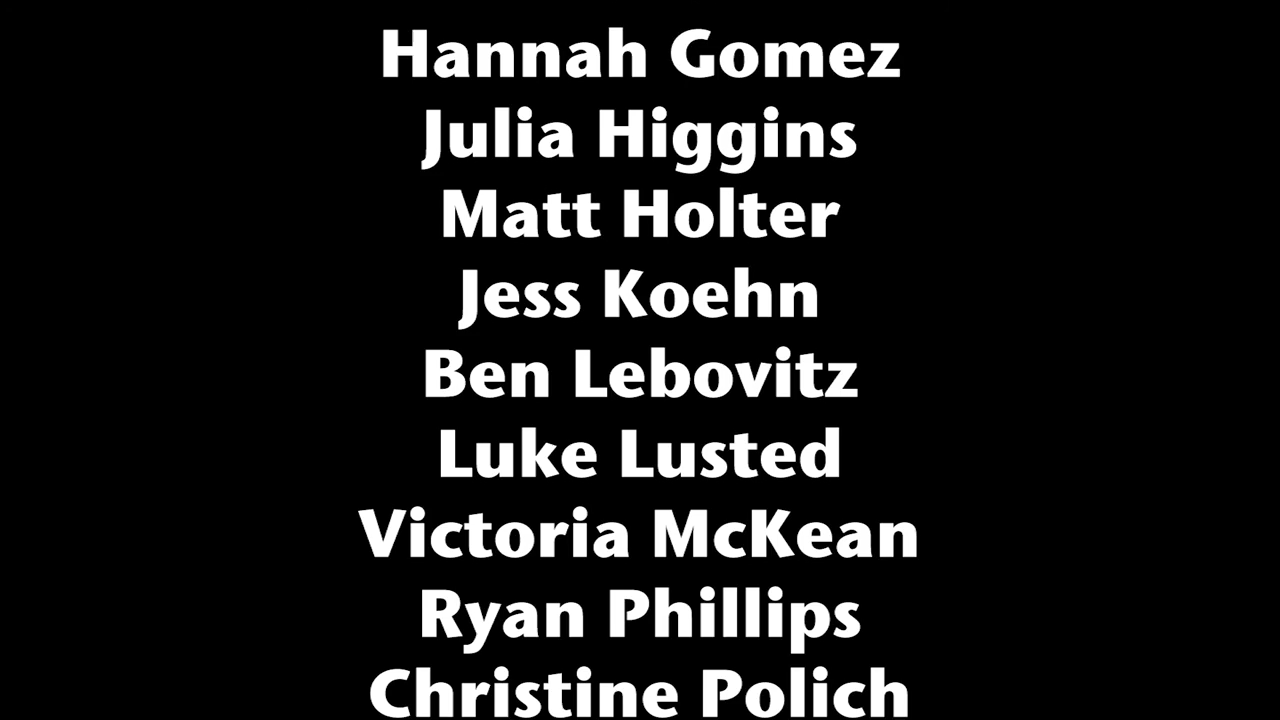 Hannah Gomez
Julia Higgins
Matt Holter
Jess Koehn
Ben Lebovitz
Luke Lusted
Victoria McKean
Ryan Phillips
Christine Polich